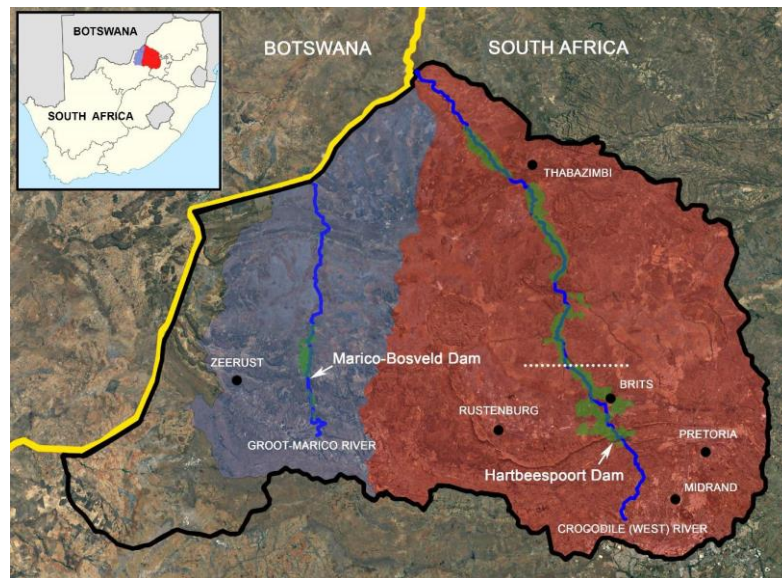 BOTSWANA
SOUTH AFRICA
BOTSWANA
SOUTH AFRICA
THABAZIMBI
ZEERUST
Marico-Bosveld Dam
GROOT-MARICO RIVER
BRITS
RUSTENBURG
PRETORIA
Hartbeespoort Dam
MIDRAND
CROCODILE (WEST) RIVER